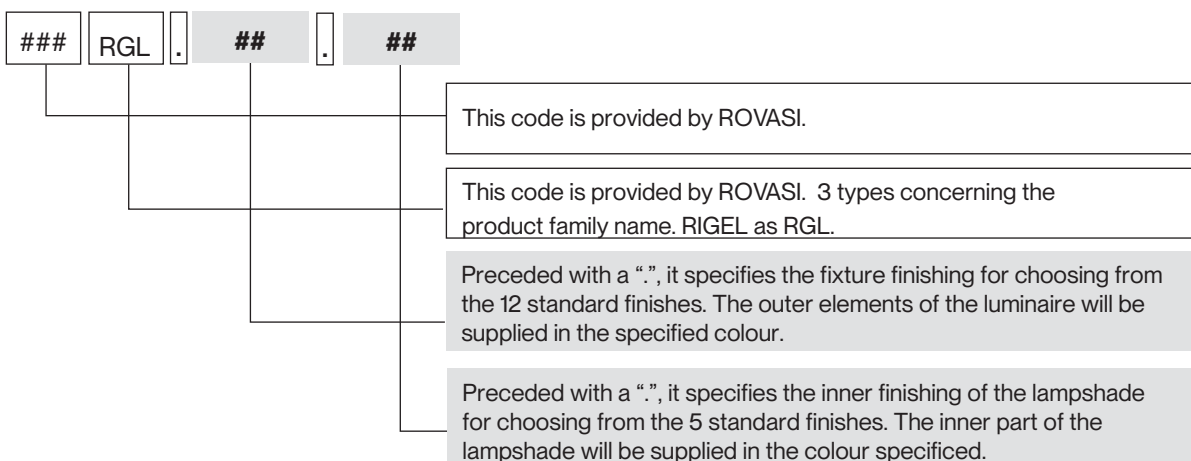 ### RGL . ## . ##
This code is provided by ROVASI.
This code is provided by ROVASI.  3 types concerning the
product family name. RIGEL as RGL.
Preceded with a “.”, it specifies the fixture finishing for choosing from
the 12 standard finishes. The outer elements of the luminaire will be
supplied in the specified colour.
Preceded with a “.”, it specifies the inner finishing of the lampshade
for choosing from the 5 standard finishes. The inner part of the
lampshade will be supplied in the colour specificed.